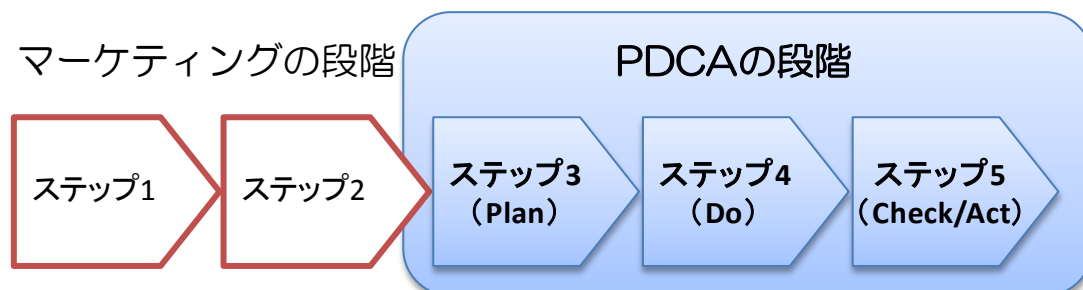 マーケティングの段階
PDCAの段階
ステップ1
ステップ2
ステップ3
（Plan）
ステップ4
（Do）
ステップ5
（Check/Act）